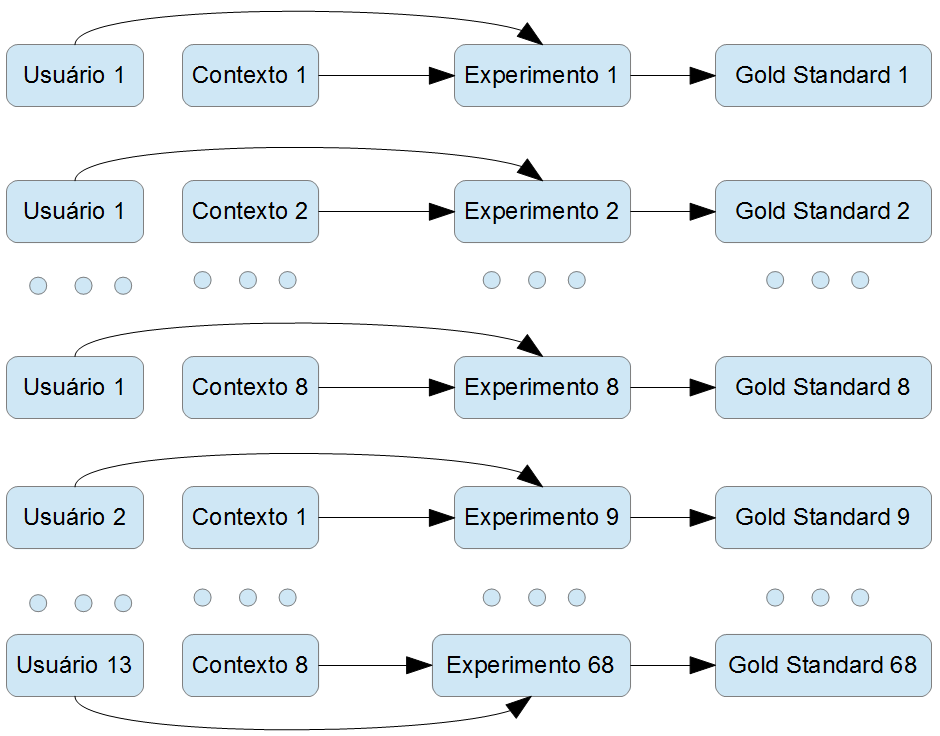 Usuário 1 Contexto 1 Experimento 1 Gold Standard 1
Usuário 1 Contexto 2 Experimento 2 Gold Standard 2
Usuário 1 Contexto 8 Experimento 8 Gold Standard 8
Usuário 2 Contexto 1 Experimento 9 Gold Standard 9
Usuário 13 Contexto 8 Experimento 68 Gold Standard 68